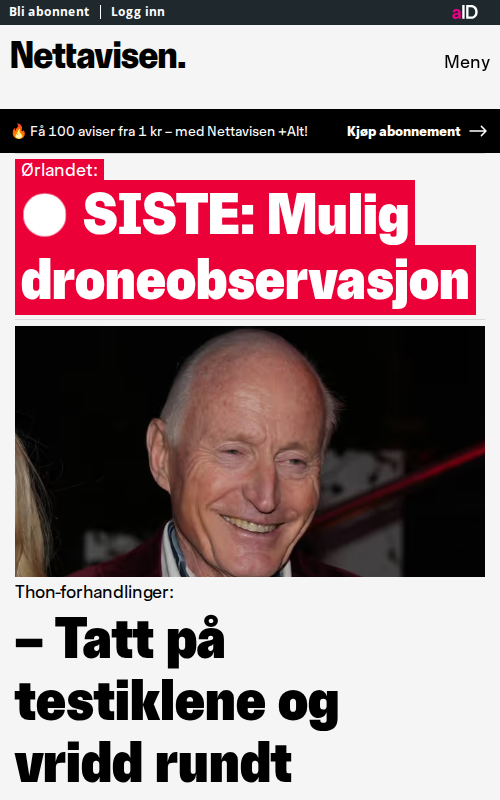 Bli abonnent | Logg inn
aID
Nettavisen.
Meny
🔥 Få 100 aviser fra 1 kr – med Nettavisen +Alt!
Kjøp abonnement →
Ørlandet:
SISTE: Mulig
droneobservasjon
Thon-forhandlinger:
– Tatt på
testiklene og
vridd rundt